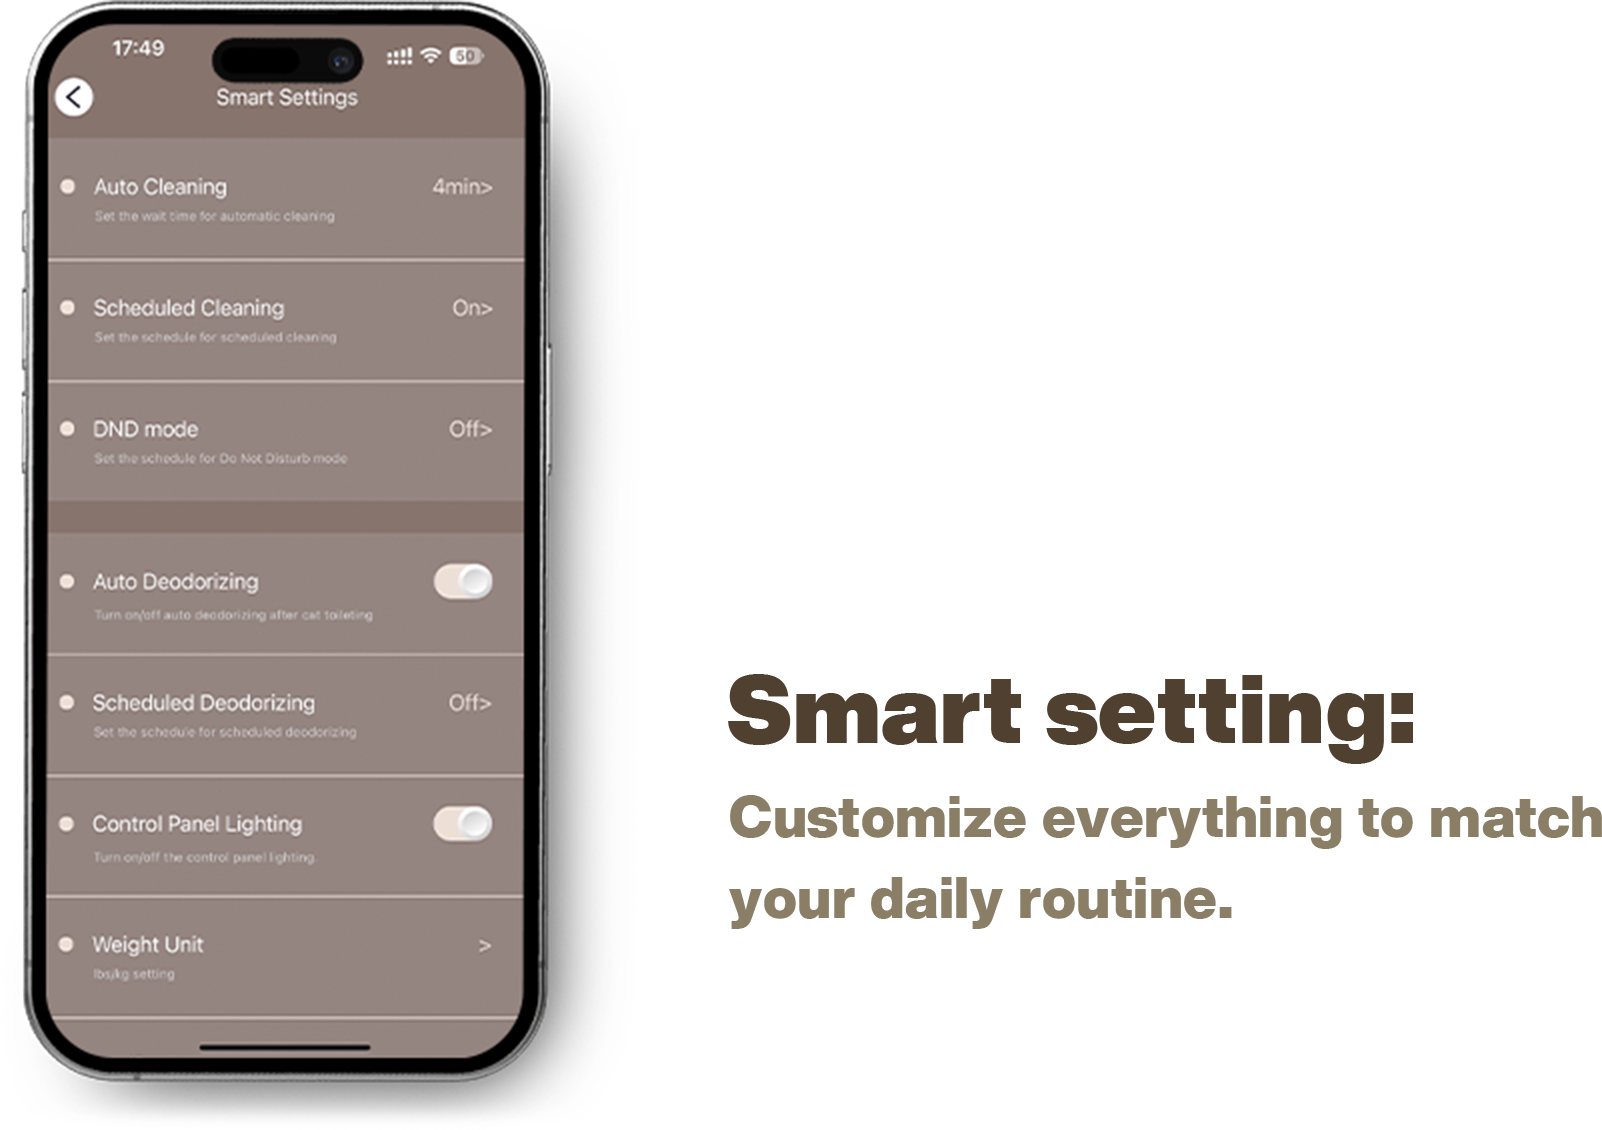 17:49
50
Smart Settings
Auto Cleaning
4min>
Set the wait time for automatic cleaning
Scheduled Cleaning
On>
Set the schedule for scheduled cleaning
DND mode
Off>
Set the schedule for Do Not Disturb mode
Auto Deodorizing
Turn on/off auto deodorizing after cat toileting
Scheduled Deodorizing
Off>
Set the schedule for scheduled deodorizing
Control Panel Lighting
Turn on/off the control panel lighting.
Weight Unit
>
lbs/kg setting
Smart setting:
Customize everything to match
your daily routine.